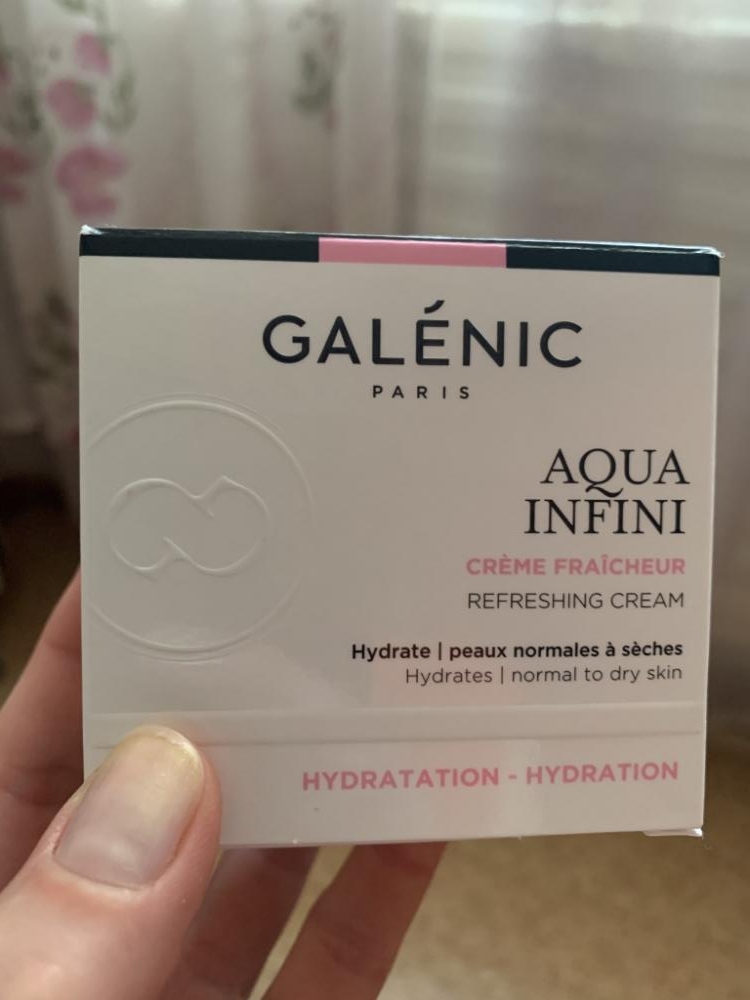 GALÉNIC
PARIS
AQUA
INFINI
CRÈME FRAÎCHEUR
REFRESHING CREAM
Hydrate | peaux normales à sèches
Hydrates | normal to dry skin
HYDRATATION - HYDRATION